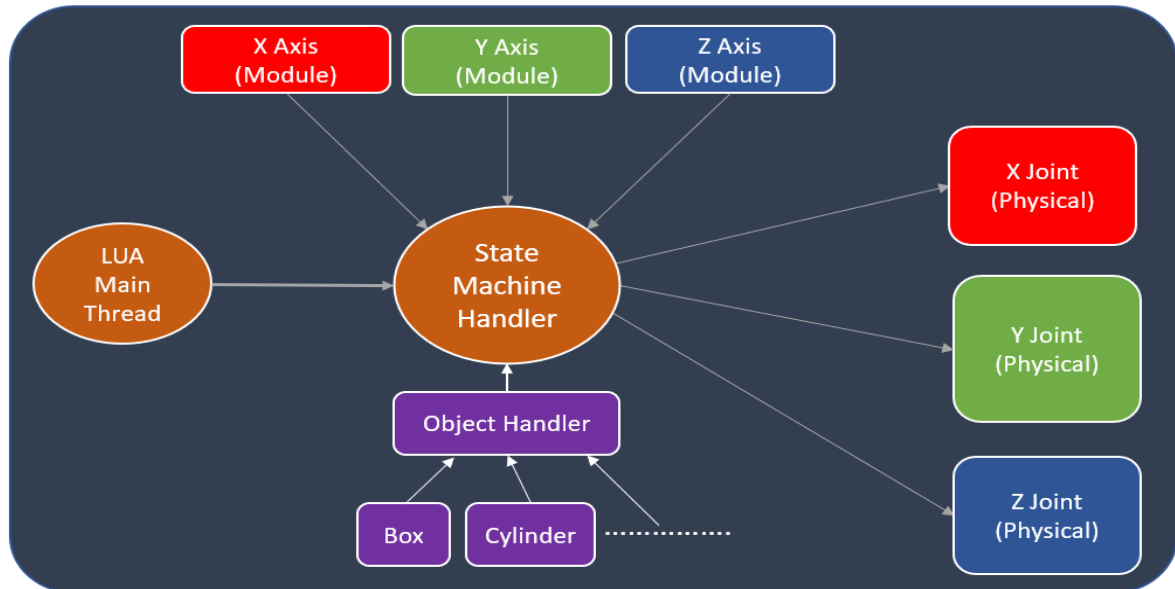 X Axis
(Module)
Y Axis
(Module)
Z Axis
(Module)
X Joint
(Physical)
LUA
Main
Thread
State
Machine
Handler
Y Joint
(Physical)
Object Handler
Z Joint
(Physical)
Box
Cylinder